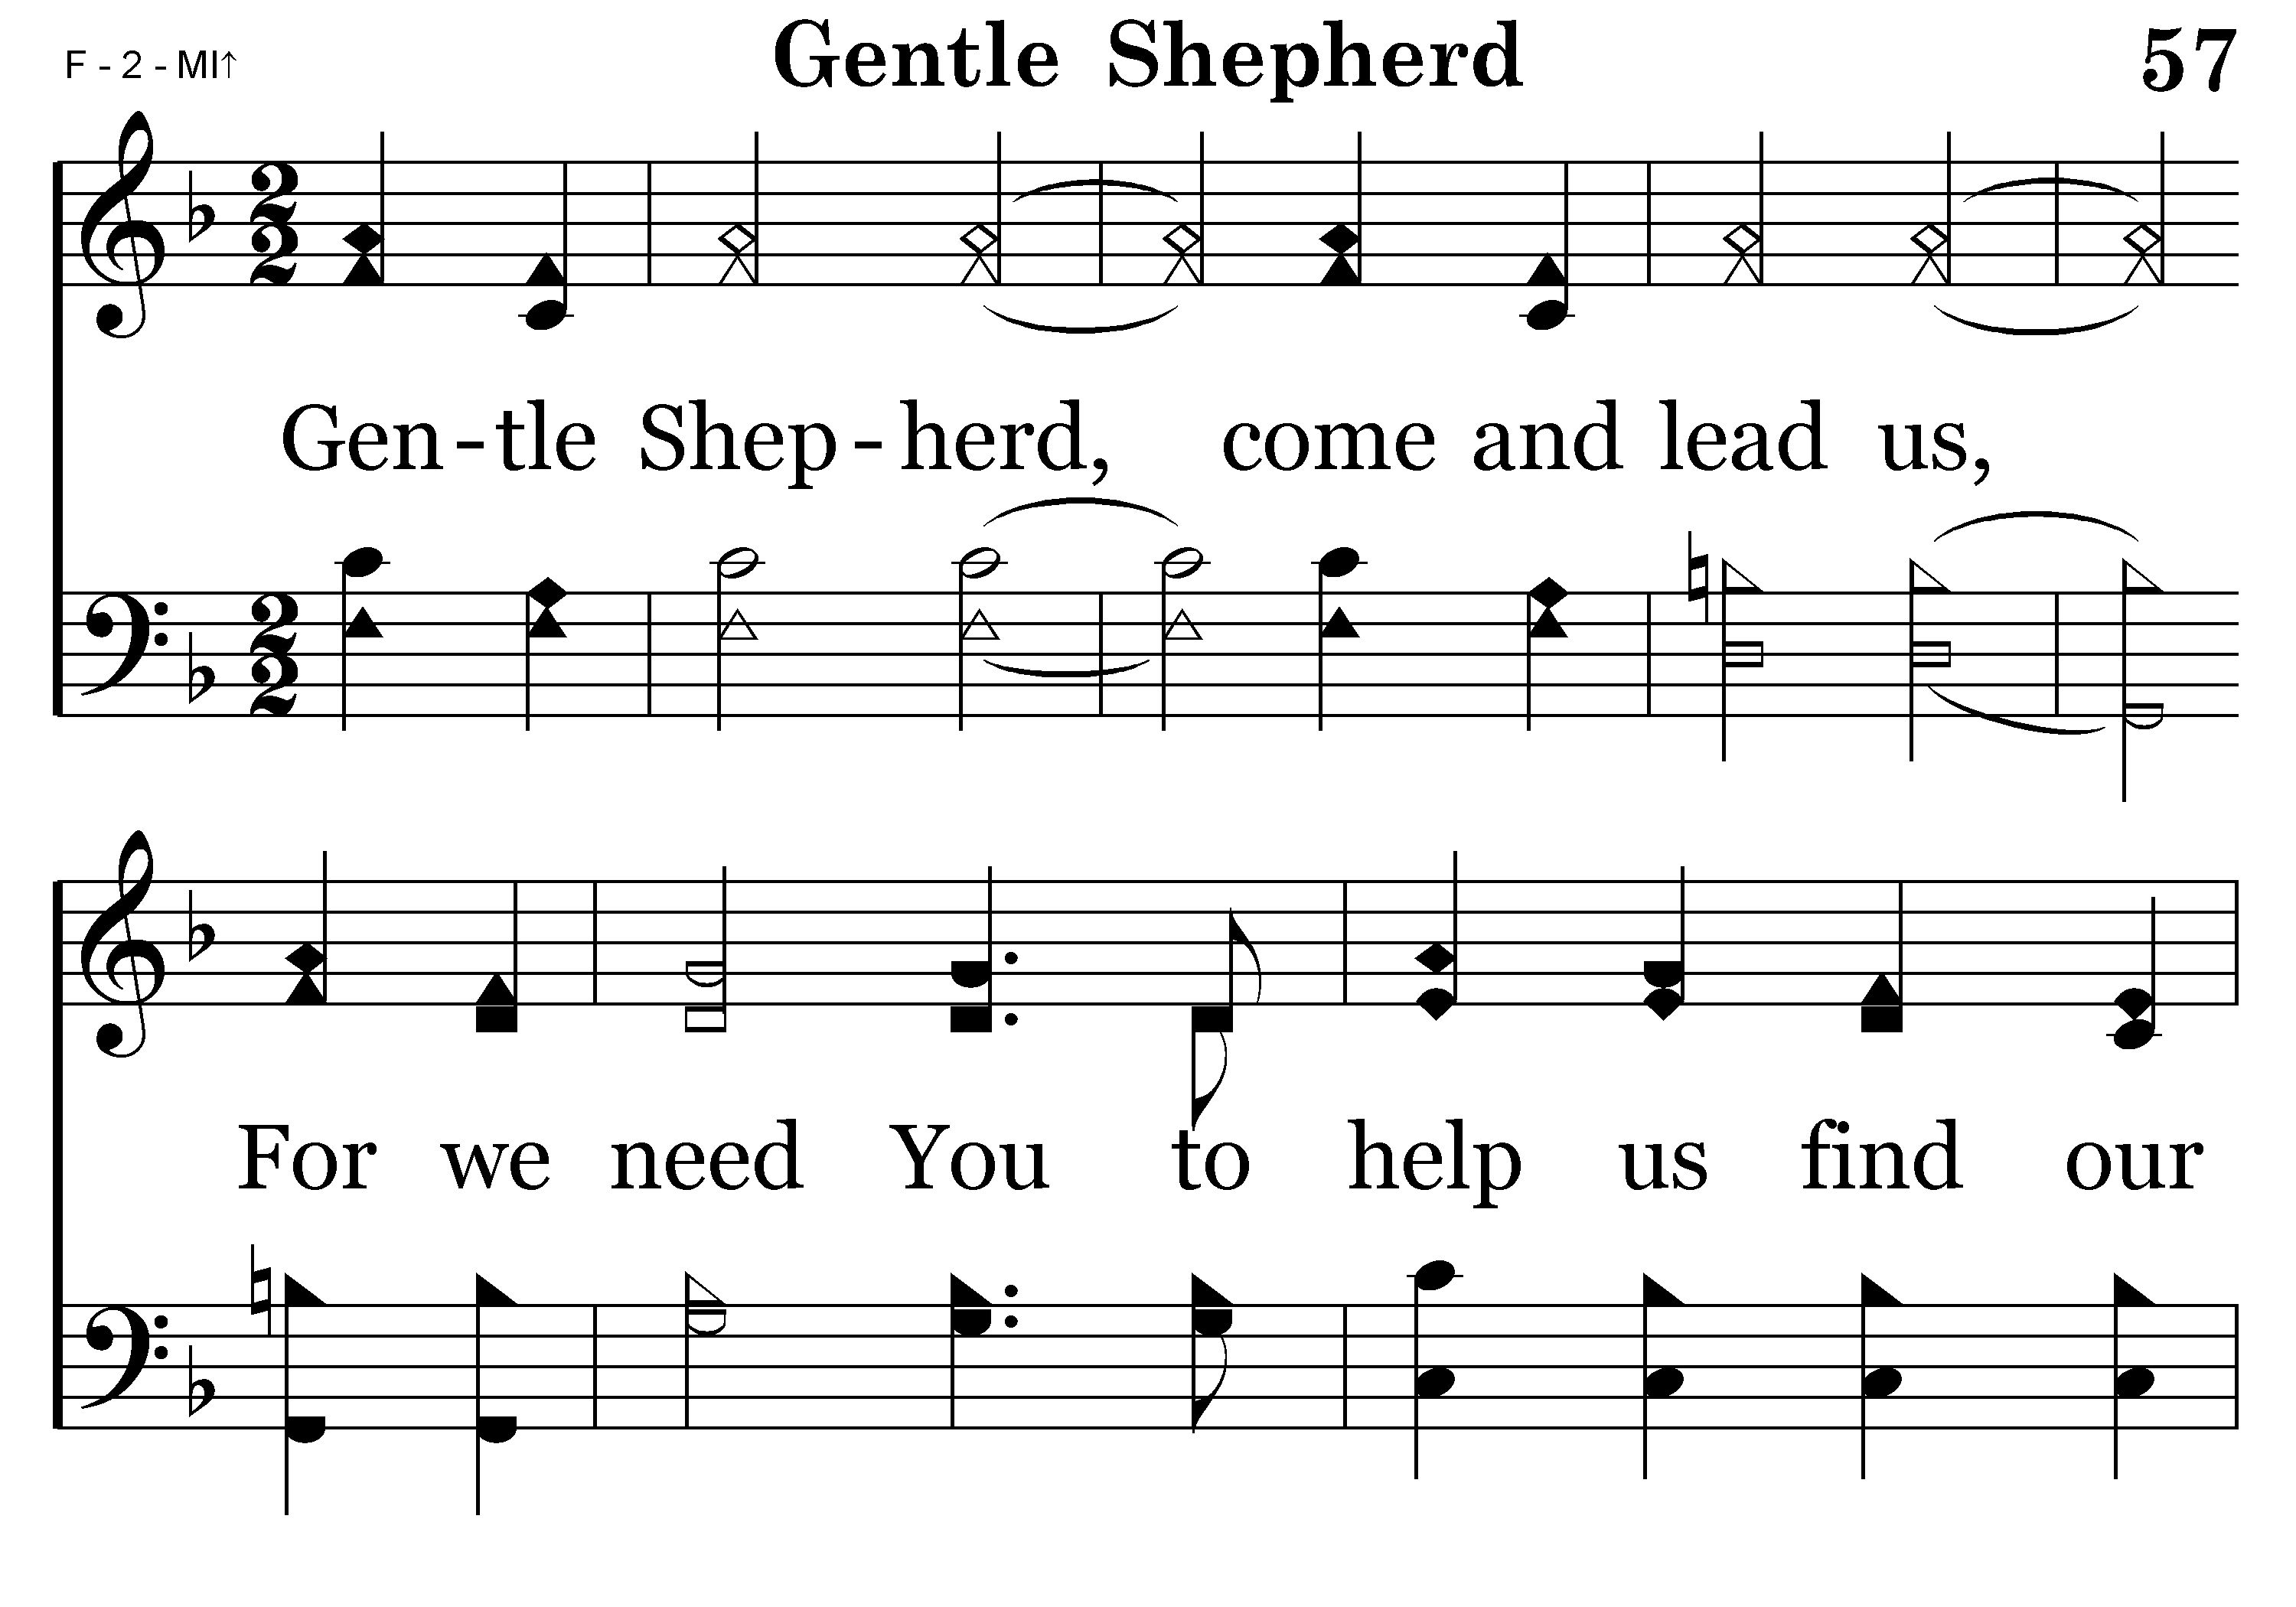 F - 2 - MI↑ Gentle Shepherd 57
Gen-tle Shep-herd, come and lead us,
For we need You to help us find our